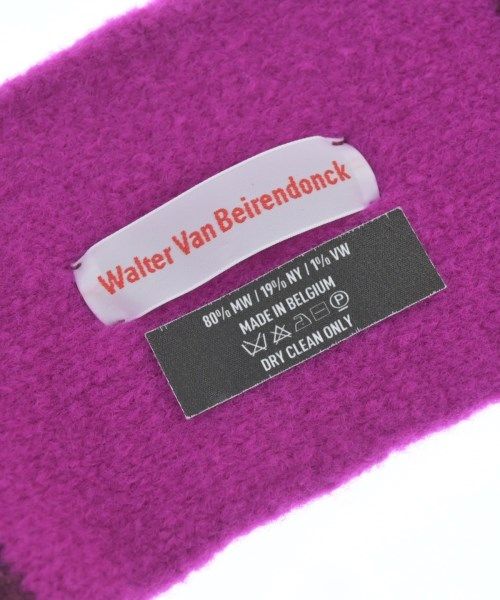 Walter Van Beirendonck
80% MW / 19% NY / 1% VW
MADE IN BELGIUM
P
DRY CLEAN ONLY